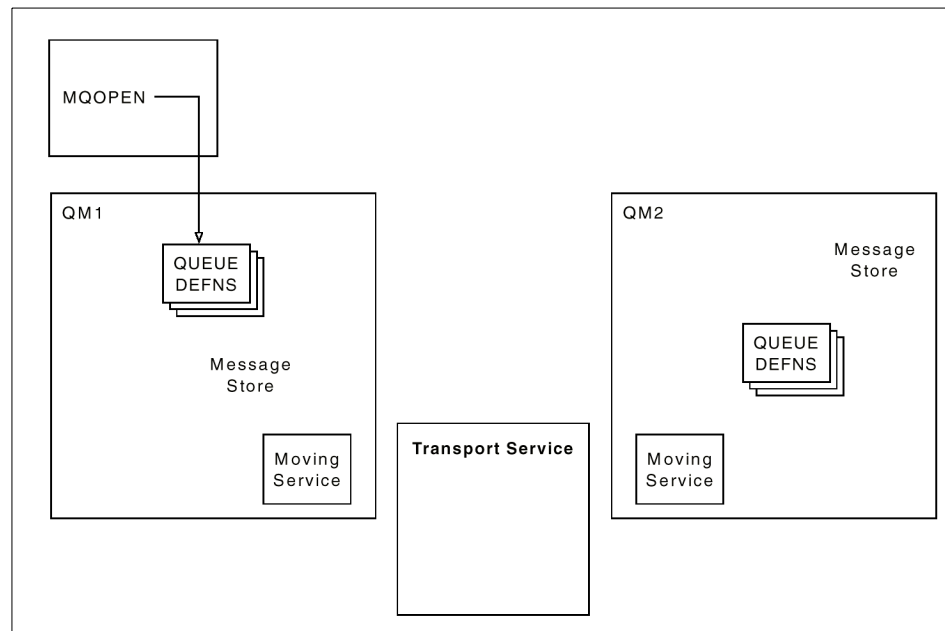 MQOPEN
QM1
QUEUE
DEFNS
Message
Store
Moving
Service
Transport Service
QM2
Message
Store
QUEUE
DEFNS
Moving
Service